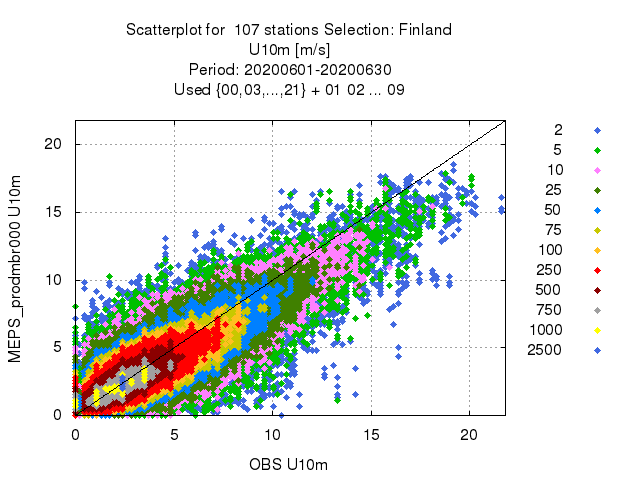 Scatterplot for  107 stations Selection: Finland
U10m [m/s]
Period: 20200601-20200630
Used {00,03,...,21} + 01 02 ... 09
MEPS_prodmbr000 U10m
20
15
10
5
0
0 5 10 15 20
OBS U10m
2
5
10
25
50
75
100
250
500
750
1000
2500